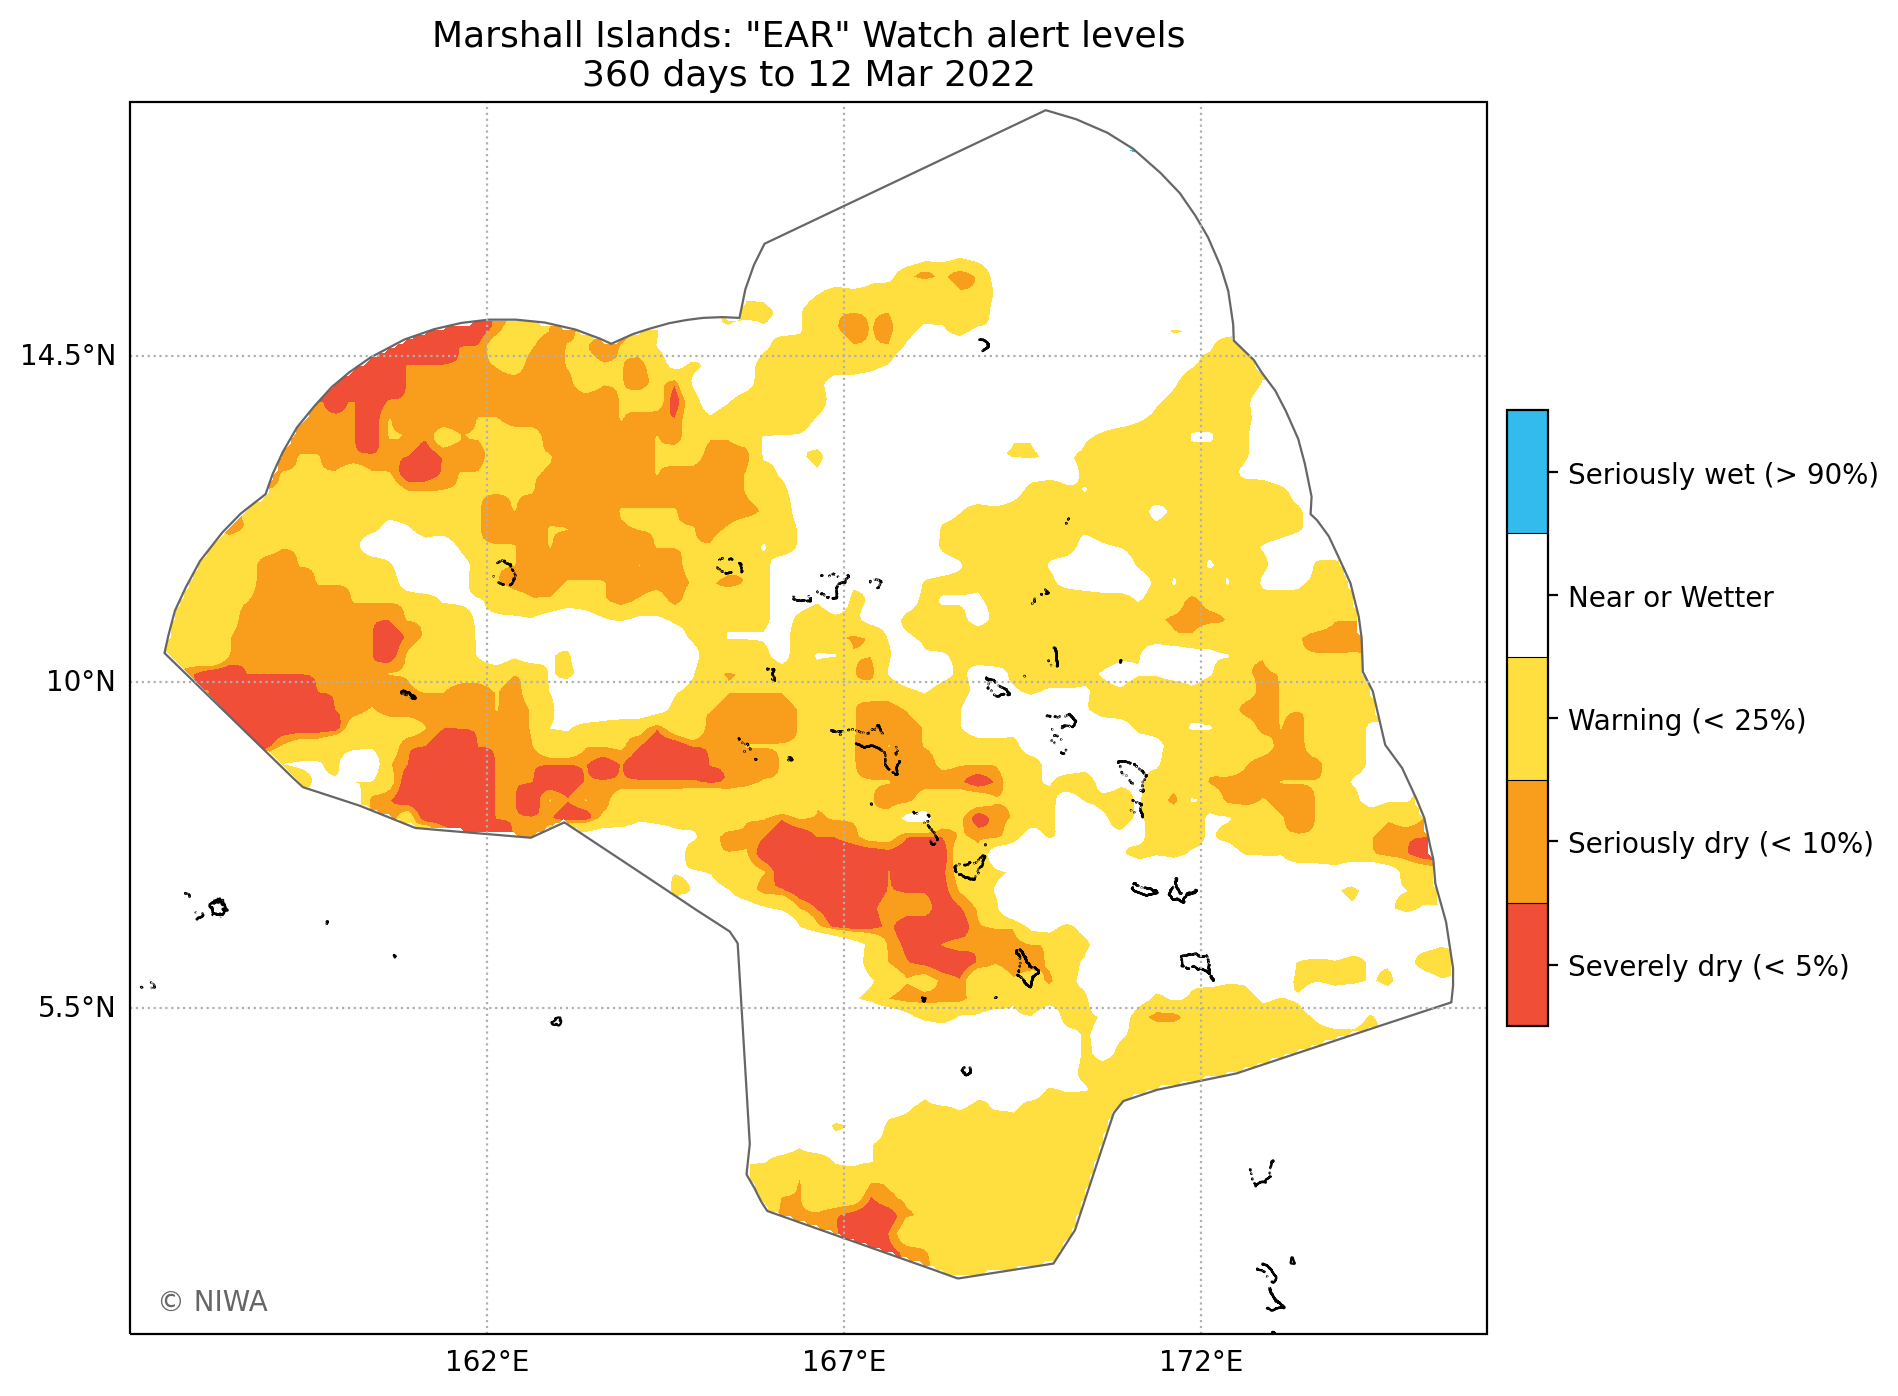 Marshall Islands: "EAR" Watch alert levels
360 days to 12 Mar 2022
14.5°N
10°N
5.5°N
162°E
167°E
172°E
Seriously wet (> 90%)
Near or Wetter
Warning (< 25%)
Seriously dry (< 10%)
Severely dry (< 5%)
© NIWA